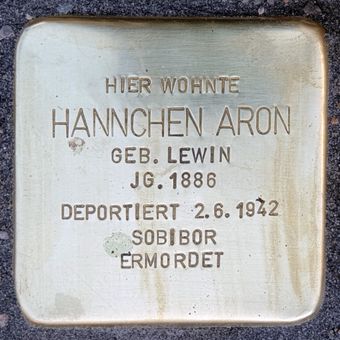 HIER WOHNTE
HANNCHEN ARON
GEB. LEWIN
JG. 1886
DEPORTIERT 2.6.1942
SOBIBOR
ERMORDET